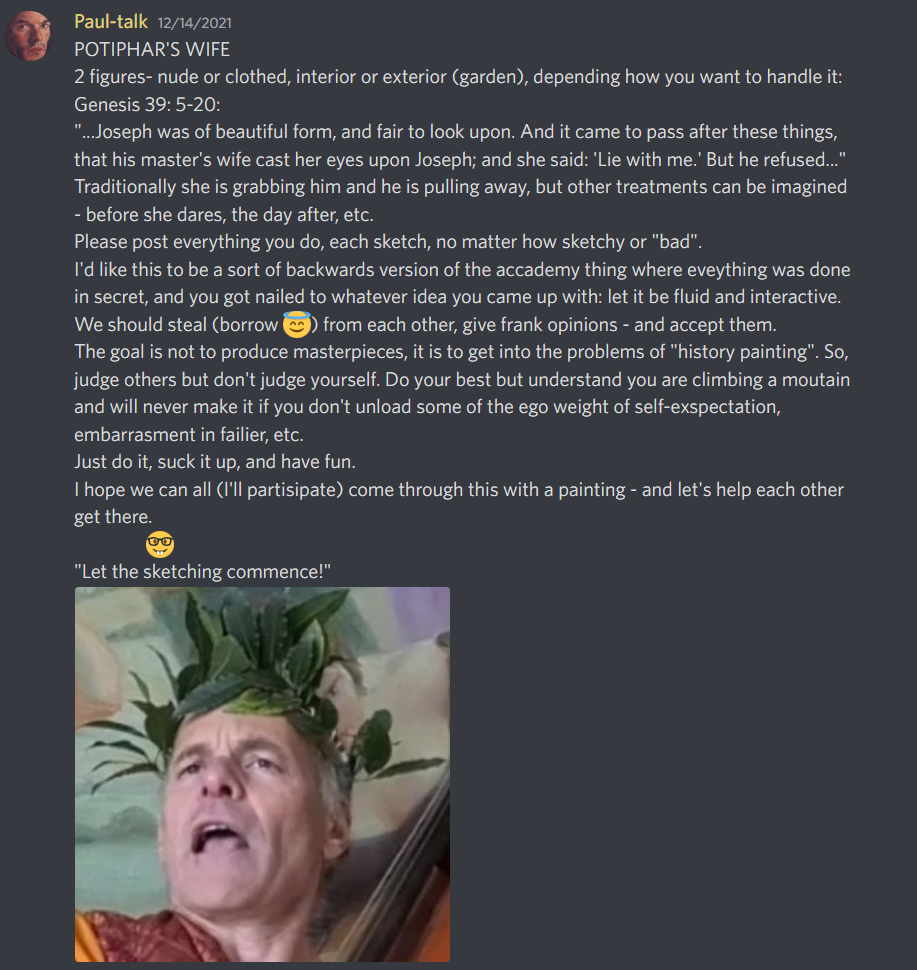 Paul-talk 12/14/2021
POTIPHAR'S WIFE
2 figures- nude or clothed, interior or exterior (garden), depending how you want to handle it:
Genesis 39: 5-20:
"...Joseph was of beautiful form, and fair to look upon. And it came to pass after these things,
that his master's wife cast her eyes upon Joseph; and she said: 'Lie with me.' But he refused..."
Traditionally she is grabbing him and he is pulling away, but other treatments can be imagined
- before she dares, the day after, etc.
Please post everything you do, each sketch, no matter how sketchy or "bad".
I'd like this to be a sort of backwards version of the accademy thing where eveything was done
in secret, and you got nailed to whatever idea you came up with: let it be fluid and interactive.
We should steal (borrow 😇) from each other, give frank opinions - and accept them.
The goal is not to produce masterpieces, it is to get into the problems of "history painting". So,
judge others but don't judge yourself. Do your best but understand you are climbing a moutain
and will never make it if you don't unload some of the ego weight of self-exspectation,
embarrasment in failier, etc.
Just do it, suck it up, and have fun.
I hope we can all (I'll partisipate) come through this with a painting - and let's help each other
get there.
🤓
"Let the sketching commence!"